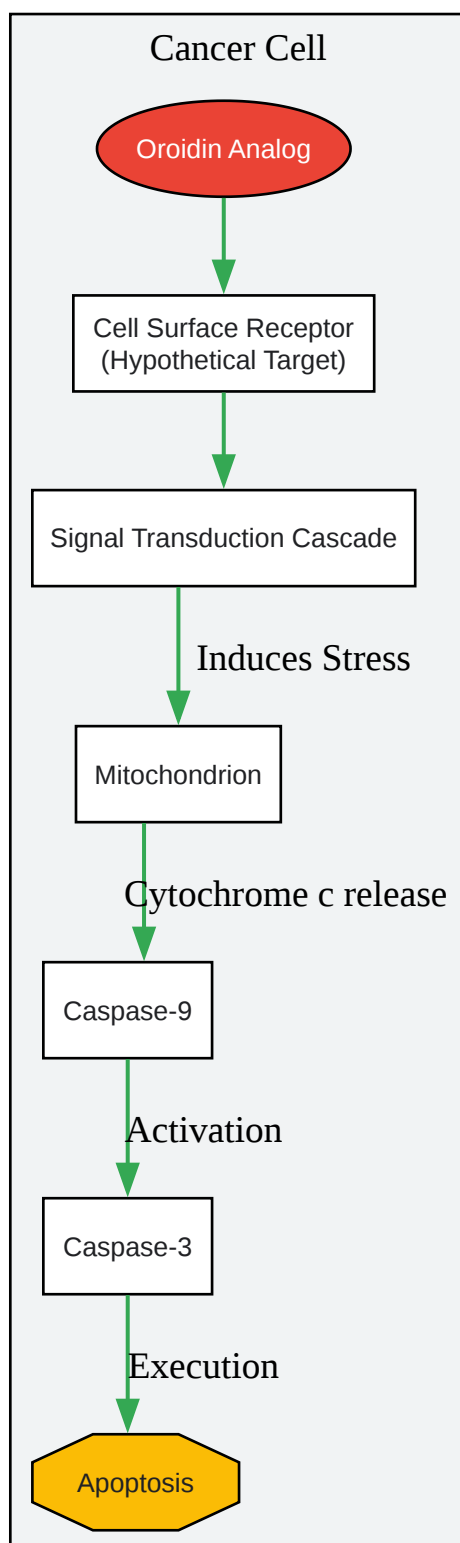 Cancer Cell
Oroidin Analog
Cell Surface Receptor
(Hypothetical Target)
Signal Transduction Cascade
Induces Stress
Mitochondrion
Cytochrome c release
Caspase-9
Activation
Caspase-3
Execution
Apoptosis